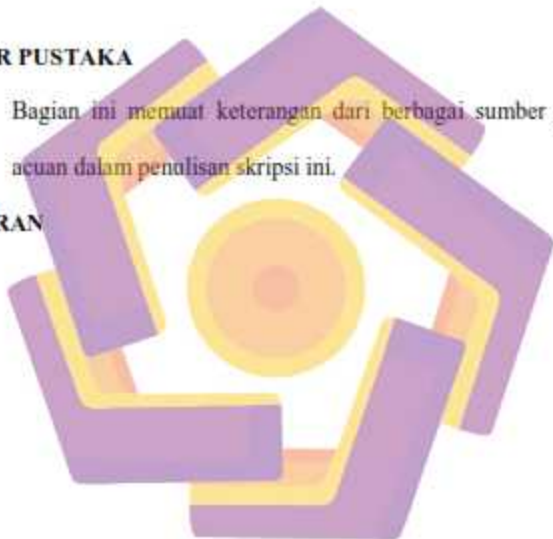 R PUSTAKA
Bagian ini memuat keterangan dari berbagai sumber
acuan dalam penulisan skripsi ini.
RAN